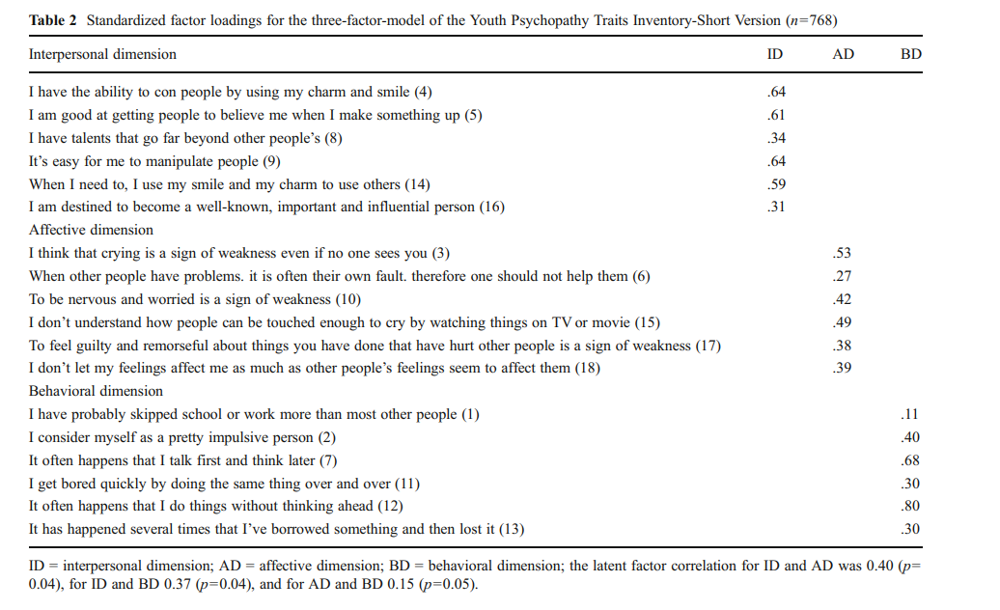 Table 2 Standardized factor loadings for the three-factor-model of the Youth Psychopathy Traits Inventory-Short Version (n=768)
Interpersonal dimension ID AD BD
I have the ability to con people by using my charm and smile (4) .64
I am good at getting people to believe me when I make something up (5) .61
I have talents that go far beyond other people's (8) .34
It's easy for me to manipulate people (9) .64
When I need to, I use my smile and my charm to use others (14) .59
I am destined to become a well-known, important and influential person (16) .31
Affective dimension
I think that crying is a sign of weakness even if no one sees you (3) .53
When other people have problems. it is often their own fault. therefore one should not help them (6) .27
To be nervous and worried is a sign of weakness (10) .42
I don't understand how people can be touched enough to cry by watching things on TV or movie (15) .49
To feel guilty and remorseful about things you have done that have hurt other people is a sign of weakness (17) .38
I don't let my feelings affect me as much as other people's feelings seem to affect them (18) .39
Behavioral dimension
I have probably skipped school or work more than most other people (1) .11
I consider myself as a pretty impulsive person (2) .40
It often happens that I talk first and think later (7) .68
I get bored quickly by doing the same thing over and over (11) .30
It often happens that I do things without thinking ahead (12) .80
It has happened several times that I've borrowed something and then lost it (13) .30
ID = interpersonal dimension; AD = affective dimension; BD = behavioral dimension; the latent factor correlation for ID and AD was 0.40 (p=
0.04), for ID and BD 0.37 (p=0.04), and for AD and BD 0.15 (p=0.05).